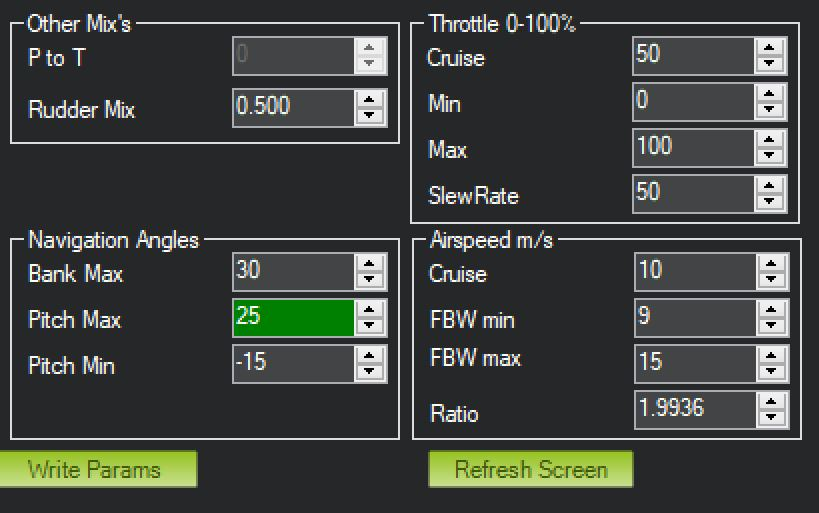 Other Mix's
P to T 0
Rudder Mix 0.500
Throttle 0-100%
Cruise 50
Min 0
Max 100
SlewRate 50
Navigation Angles
Bank Max 30
Pitch Max 25
Pitch Min -15
Airspeed m/s
Cruise 10
FBW min 9
FBW max 15
Ratio 1.9936
Write Params
Refresh Screen